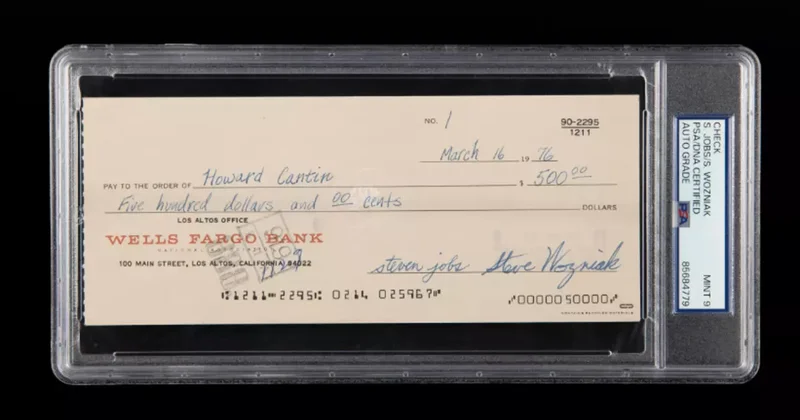 NO. 1
90-2295
1211
March 16 1976
PAY TO THE ORDER OF Howard Cantin $ 500 00
Five hundred dollars and 00 cents DOLLARS
LOS ALTOS OFFICE
WELLS FARGO BANK
100 MAIN STREET, LOS ALTOS, CALIFORNIA 94022
steven jobs Steve Wozniak
⑆1211⑉2295⑆ 0214 025967⑈ ⑇0000050000⑇
CHECK
S. JOBS/S. WOZNIAK
PSA/DNA CERTIFIED
AUTO GRADE
PSA
MINT 9
85684779